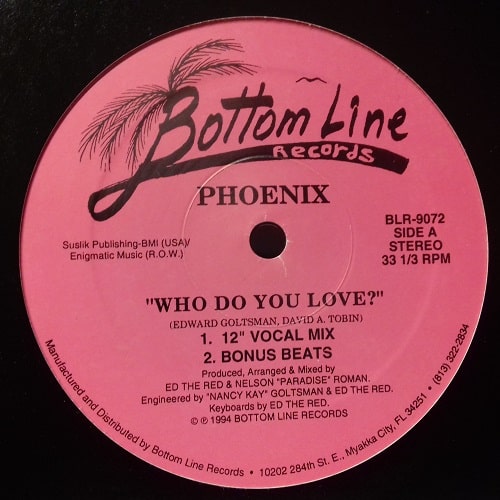 Bottom Line
Records
PHOENIX
BLR-9072
SIDE A
STEREO
33 1/3 RPM
Suslik Publishing-BMI (USA)/
Enigmatic Music (R.O.W.)
"WHO DO YOU LOVE?"
(EDWARD GOLTSMAN, DAVID A. TOBIN)
1. 12" VOCAL MIX
2. BONUS BEATS
Produced, Arranged & Mixed by
ED THE RED & NELSON "PARADISE" ROMAN.
Engineered by "NANCY KAY" GOLTSMAN & ED THE RED.
Keyboards by ED THE RED.
© ℗ 1994 BOTTOM LINE RECORDS
Manufactured and Distributed by Bottom Line Records • 10202 284th St. E., Myakka City, FL 34251 • (813) 322-2834